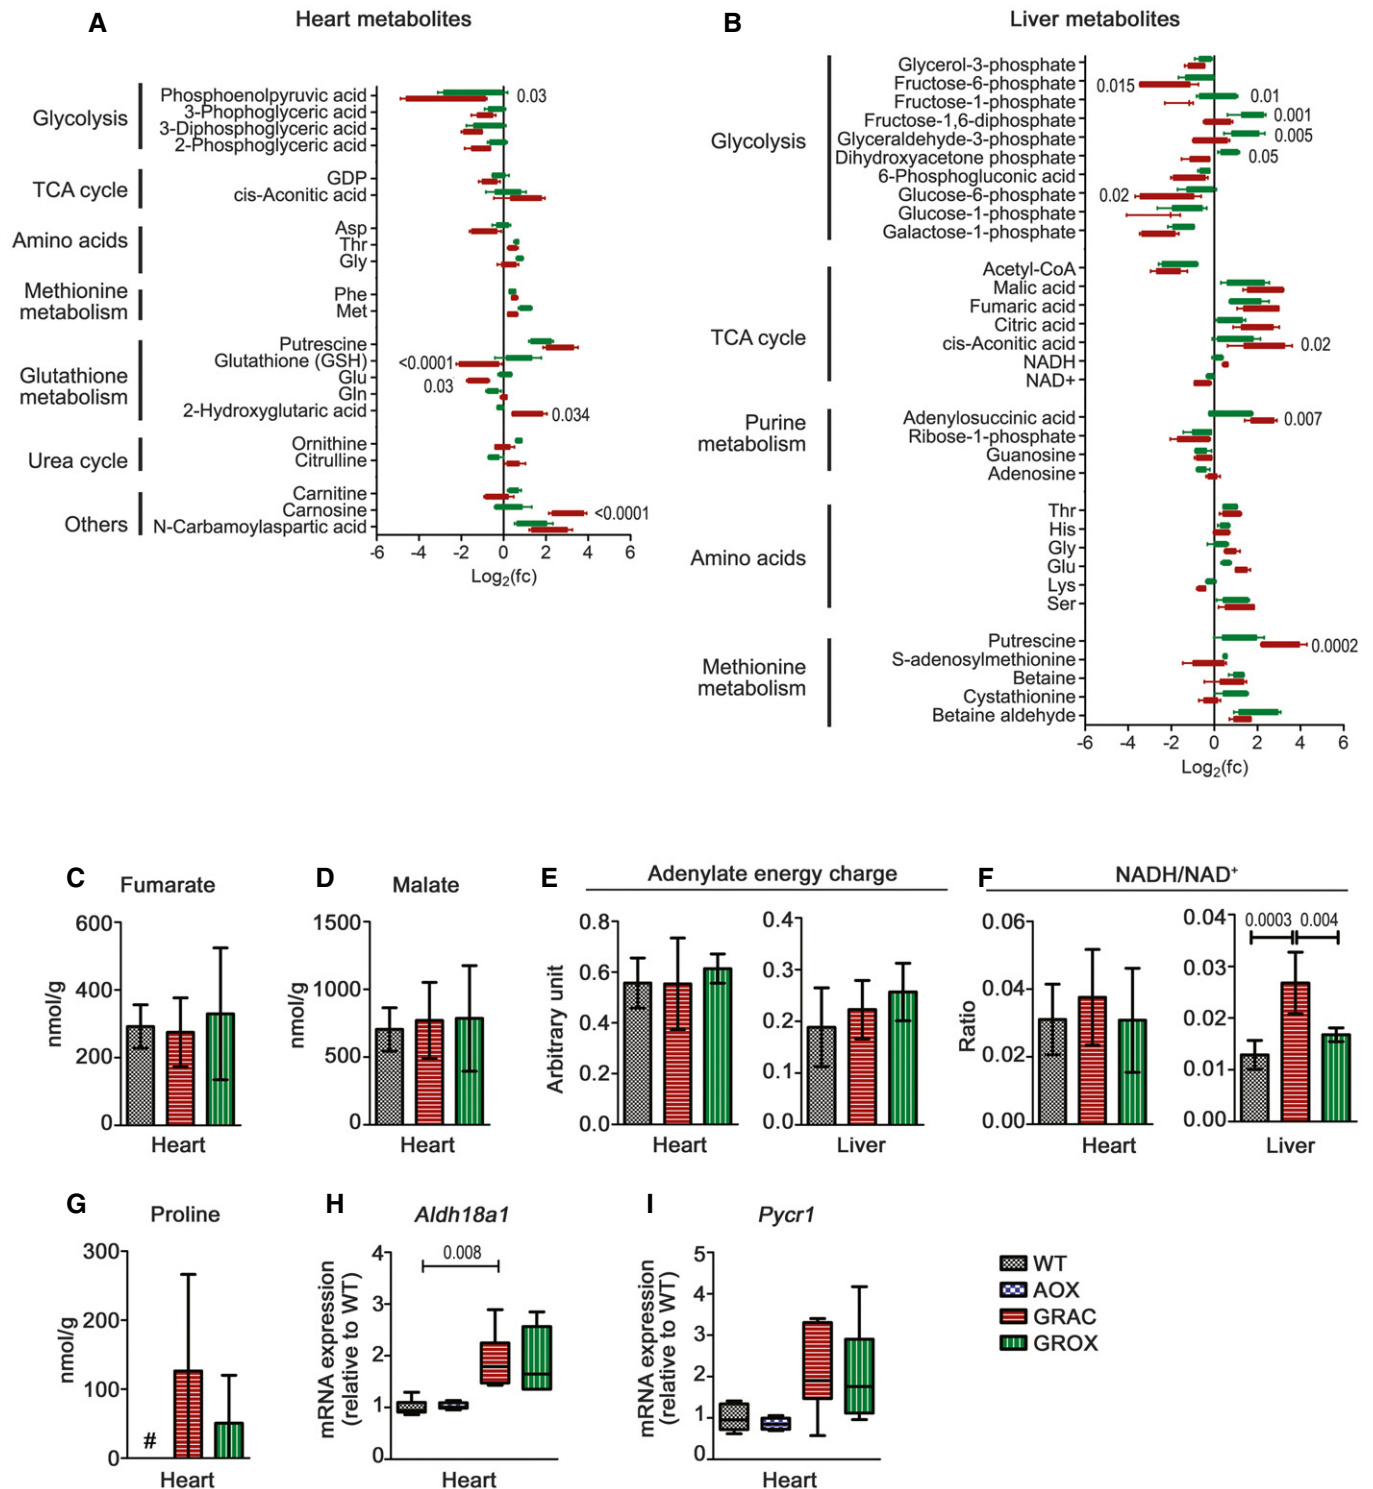 A
Heart metabolites
Glycolysis
Phosphoenolpyruvic acid
0.03
3-Phophoglyceric acid
3-Diphosphoglyceric acid
2-Phosphoglyceric acid
TCA cycle
GDP
cis-Aconitic acid
Amino acids
Asp
Thr
Gly
Methionine
metabolism
Phe
Met
Glutathione
metabolism
Putrescine
Glutathione (GSH)
<0.0001
Glu
0.03
Gln
2-Hydroxyglutaric acid
0.034
Urea cycle
Ornithine
Citrulline
Others
Carnitine
Carnosine
<0.0001
N-Carbamoylaspartic acid
-6 -4 -2 0 2 4 6
Log2(fc)
B
Liver metabolites
Glycolysis
Glycerol-3-phosphate
Fructose-6-phosphate
0.015
Fructose-1-phosphate
0.01
Fructose-1,6-diphosphate
0.001
Glyceraldehyde-3-phosphate
0.005
Dihydroxyacetone phosphate
0.05
6-Phosphogluconic acid
Glucose-6-phosphate
0.02
Glucose-1-phosphate
Galactose-1-phosphate
TCA cycle
Acetyl-CoA
Malic acid
Fumaric acid
Citric acid
cis-Aconitic acid
0.02
NADH
NAD+
Purine
metabolism
Adenylosuccinic acid
0.007
Ribose-1-phosphate
Guanosine
Adenosine
Amino acids
Thr
His
Gly
Glu
Lys
Ser
Methionine
metabolism
Putrescine
0.0002
S-adenosylmethionine
Betaine
Cystathionine
Betaine aldehyde
-6 -4 -2 0 2 4 6
Log2(fc)
C
Fumarate
nmol/g
600
400
200
0
Heart
D
Malate
nmol/g
1500
1000
500
0
Heart
E
Adenylate energy charge
Arbitrary unit
0.8
0.6
0.4
0.2
0.0
Heart
0.4
0.3
0.2
0.1
0.0
Liver
F
NADH/NAD+
Ratio
0.06
0.04
0.02
0.00
Heart
0.04
0.03
0.02
0.01
0.00
0.0003 0.004
Liver
G
Proline
nmol/g
300
200
100
0
#
Heart
H
Aldh18a1
mRNA expression
(relative to WT)
4
3
2
1
0
0.008
Heart
I
Pycr1
mRNA expression
(relative to WT)
5
4
3
2
1
0
Heart
WT
AOX
GRAC
GROX